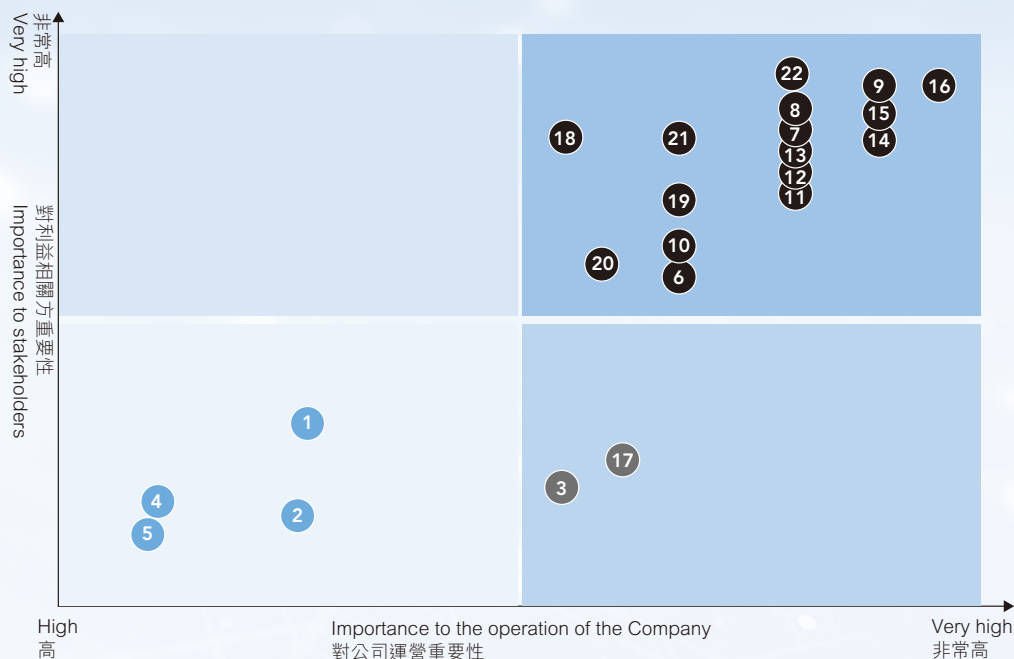 非常高
Very high
對利益相關方重要性
Importance to stakeholders
22
9
16
8
15
18
21
7
14
13
12
11
19
10
20
6
1
17
3
4
2
5
High
高
Importance to the operation of the Company
對公司運營重要性
Very high
非常高